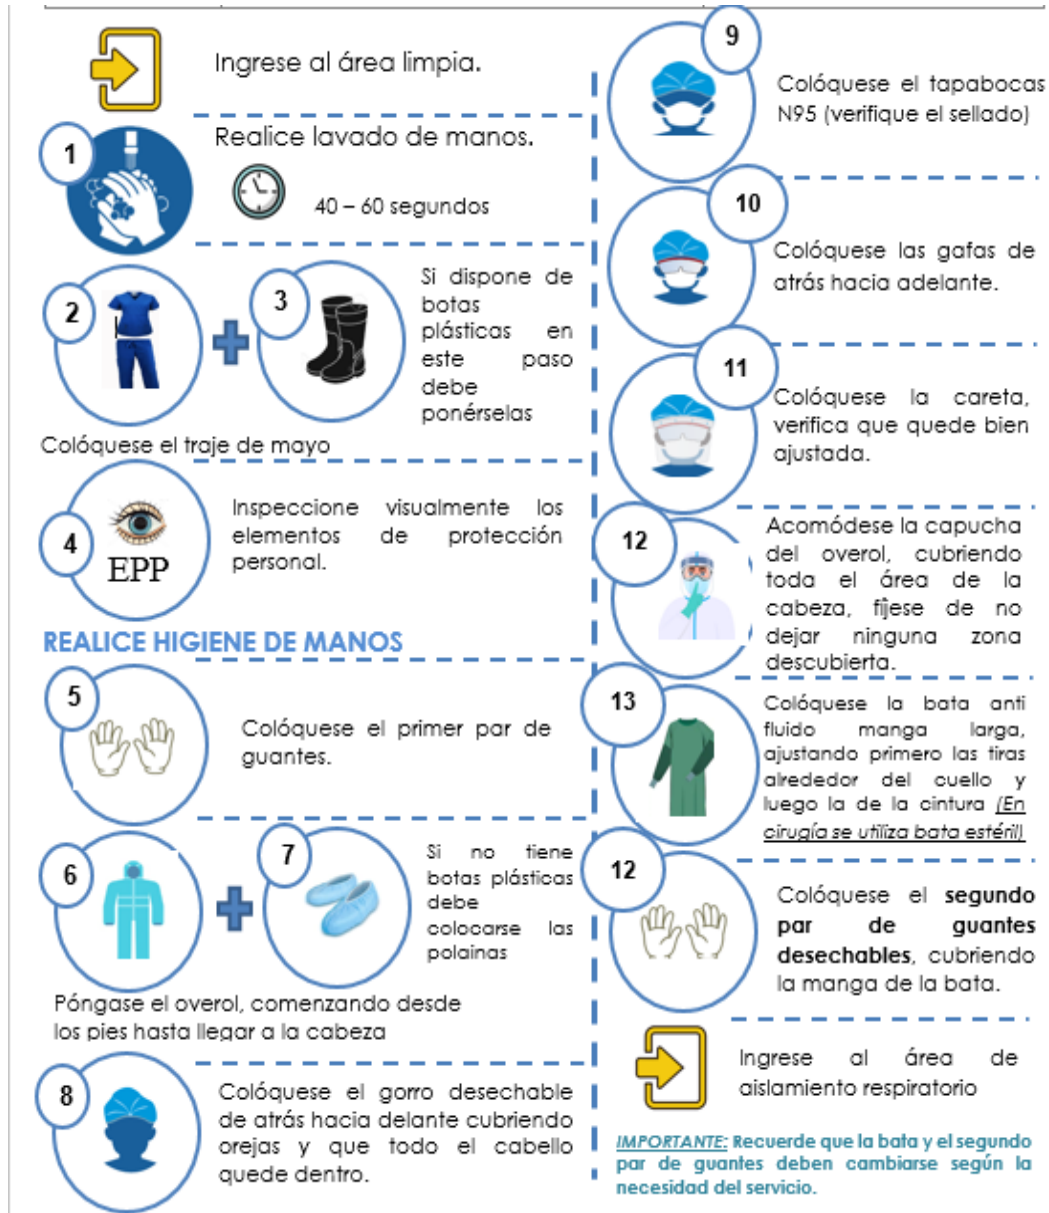 Ingrese al área limpia.
1
Realice lavado de manos.
40 – 60 segundos
2
3
Si dispone de
botas
plásticas en
este paso
debe
ponérselas
Colóquese el traje de mayo
4
EPP
Inspeccione visualmente los
elementos de protección
personal.
REALICE HIGIENE DE MANOS
5
Colóquese el primer par de
guantes.
6
7
Si no tiene
botas plásticas
debe
colocarse las
polainas
Póngase el overol, comenzando desde
los pies hasta llegar a la cabeza
8
Colóquese el gorro desechable
de atrás hacia delante cubriendo
orejas y que todo el cabello
quede dentro.
9
Colóquese el tapabocas
N95 (verifique el sellado)
10
Colóquese las gafas de
atrás hacia adelante.
11
Colóquese la careta,
verifica que quede bien
ajustada.
12
Acomódese la capucha
del overol, cubriendo
toda el área de la
cabeza, fíjese de no
dejar ninguna zona
descubierta.
13
Colóquese la bata anti
fluido manga larga,
ajustando primero las tiras
alrededor del cuello y
luego la de la cintura (En
cirugía se utiliza bata estéril)
12
Colóquese el segundo
par de guantes
desechables, cubriendo
la manga de la bata.
Ingrese al área de
aislamiento respiratorio
IMPORTANTE: Recuerde que la bata y el segundo
par de guantes deben cambiarse según la
necesidad del servicio.